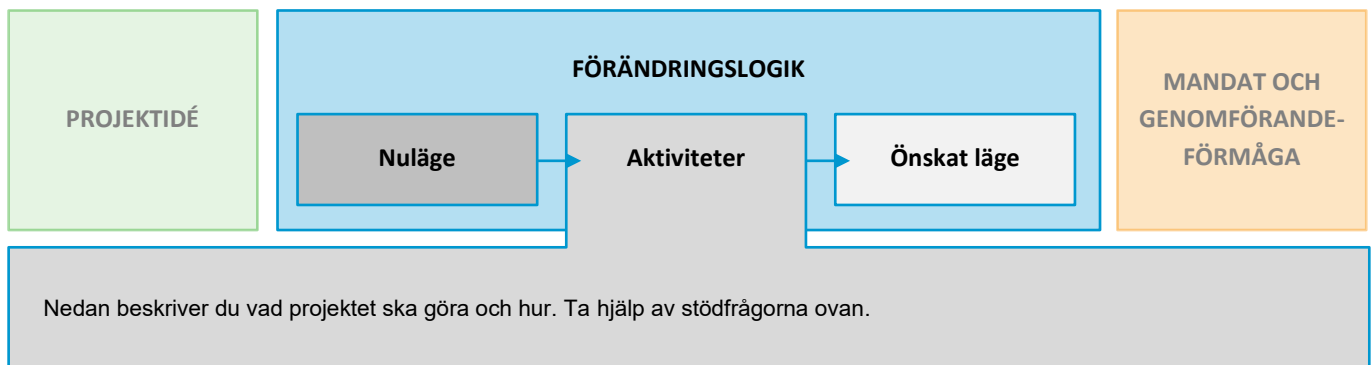 PROJEKTIDÉ
FÖRÄNDRINGSLOGIK
Nuläge
Aktiviteter
Önskat läge
MANDAT OCH
GENOMFÖRANDE-
FÖRMÅGA
Nedan beskriver du vad projektet ska göra och hur. Ta hjälp av stödfrågorna ovan.